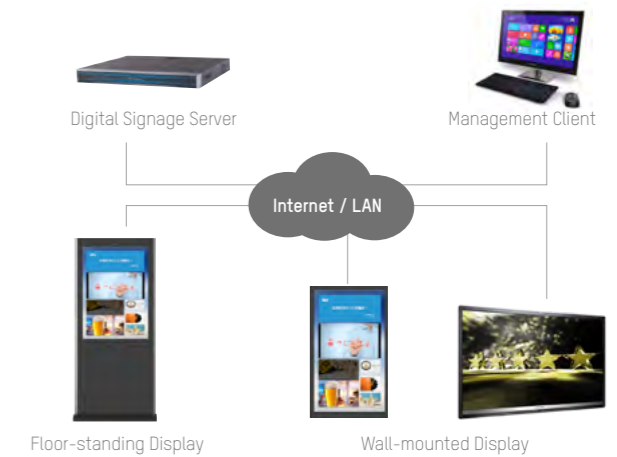 Digital Signage Server
Management Client
Internet / LAN
Floor-standing Display
Wall-mounted Display